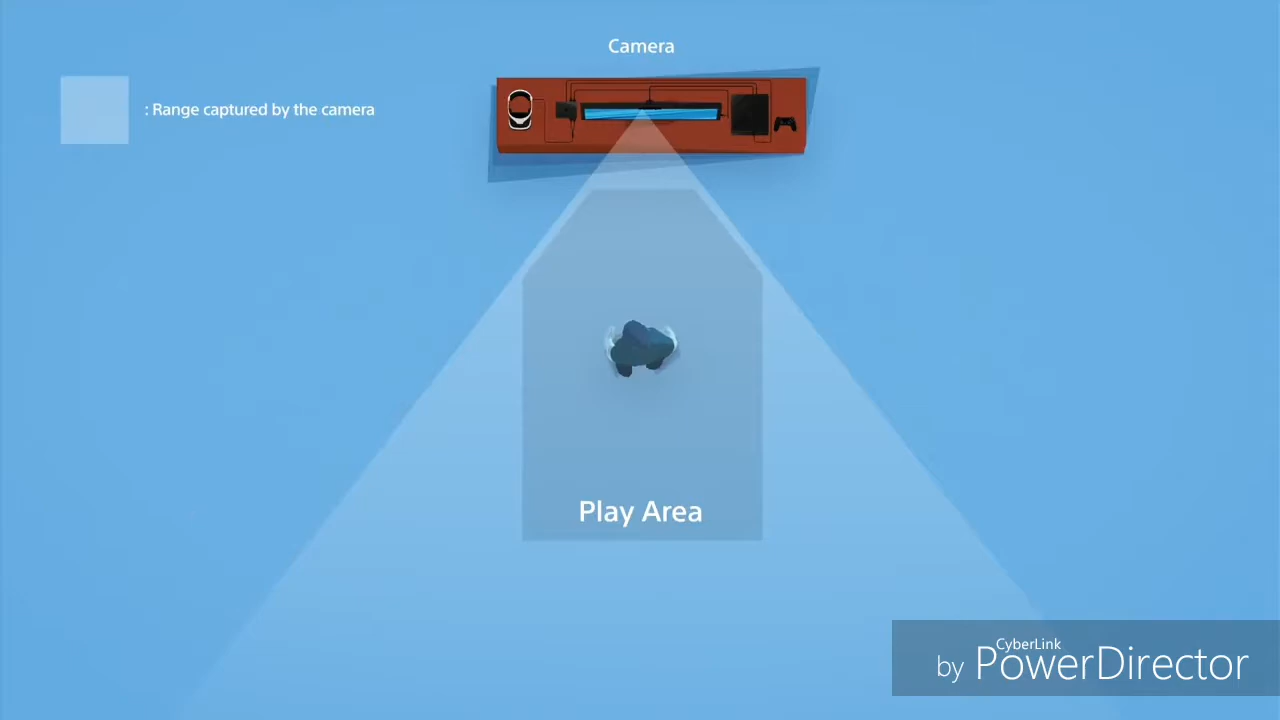 Camera
: Range captured by the camera
Play Area
CyberLink
by PowerDirector